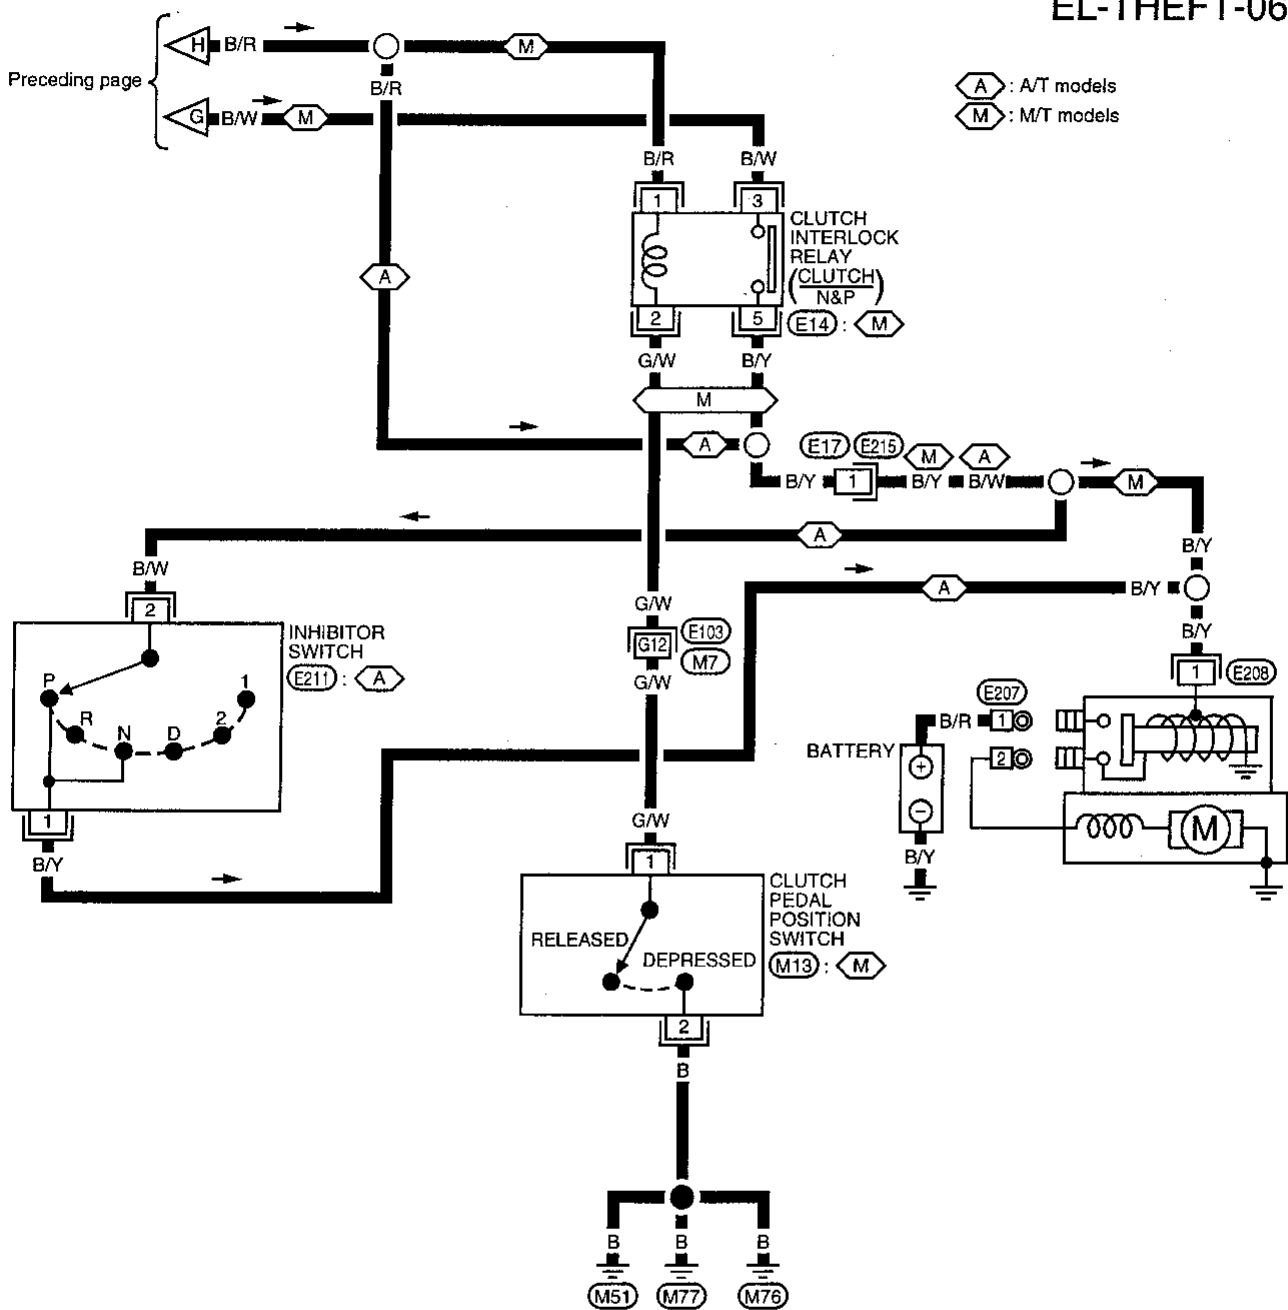 EL-THEFT-06
H B/R M
Preceding page
B/R
G B/W M
A : A/T models
M : M/T models
B/R B/W
1 3
CLUTCH
INTERLOCK
RELAY
(CLUTCH
N&P)
A
2 5
E14 : M
G/W B/Y
M
A
E17 E215 M A
B/Y 1 B/Y B/W M
A
B/Y
B/W
A B/Y
2
G/W
INHIBITOR
SWITCH
E211 : A
G12 E103
M7
G/W
B/Y
1 E208
P 1
R 2
N D
E207
B/R 1
2
BATTERY
+
−
B/Y
M
1
B/Y
G/W
1
CLUTCH
PEDAL
POSITION
SWITCH
M13 : M
RELEASED
DEPRESSED
2
B
B B B
M51 M77 M76